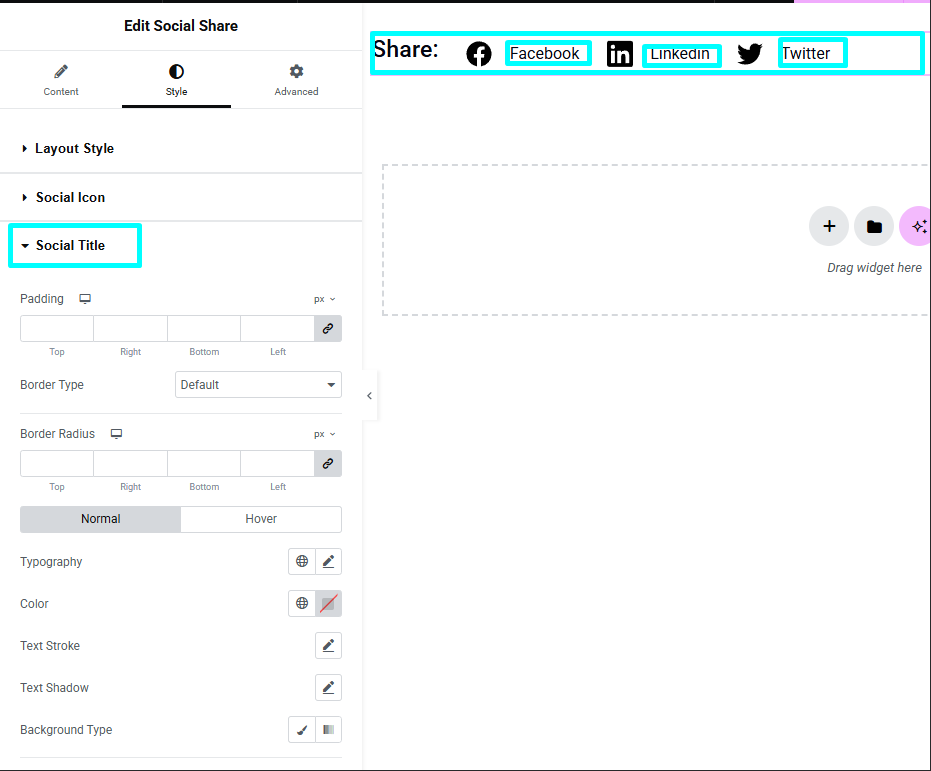 Edit Social Share
Content
Style
Advanced
Layout Style
Social Icon
Social Title
Padding
px
Top Right Bottom Left
Border Type
Default
Border Radius
px
Top Right Bottom Left
Normal Hover
Typography
Color
Text Stroke
Text Shadow
Background Type
Share: Facebook LinkedIn Twitter
Drag widget here